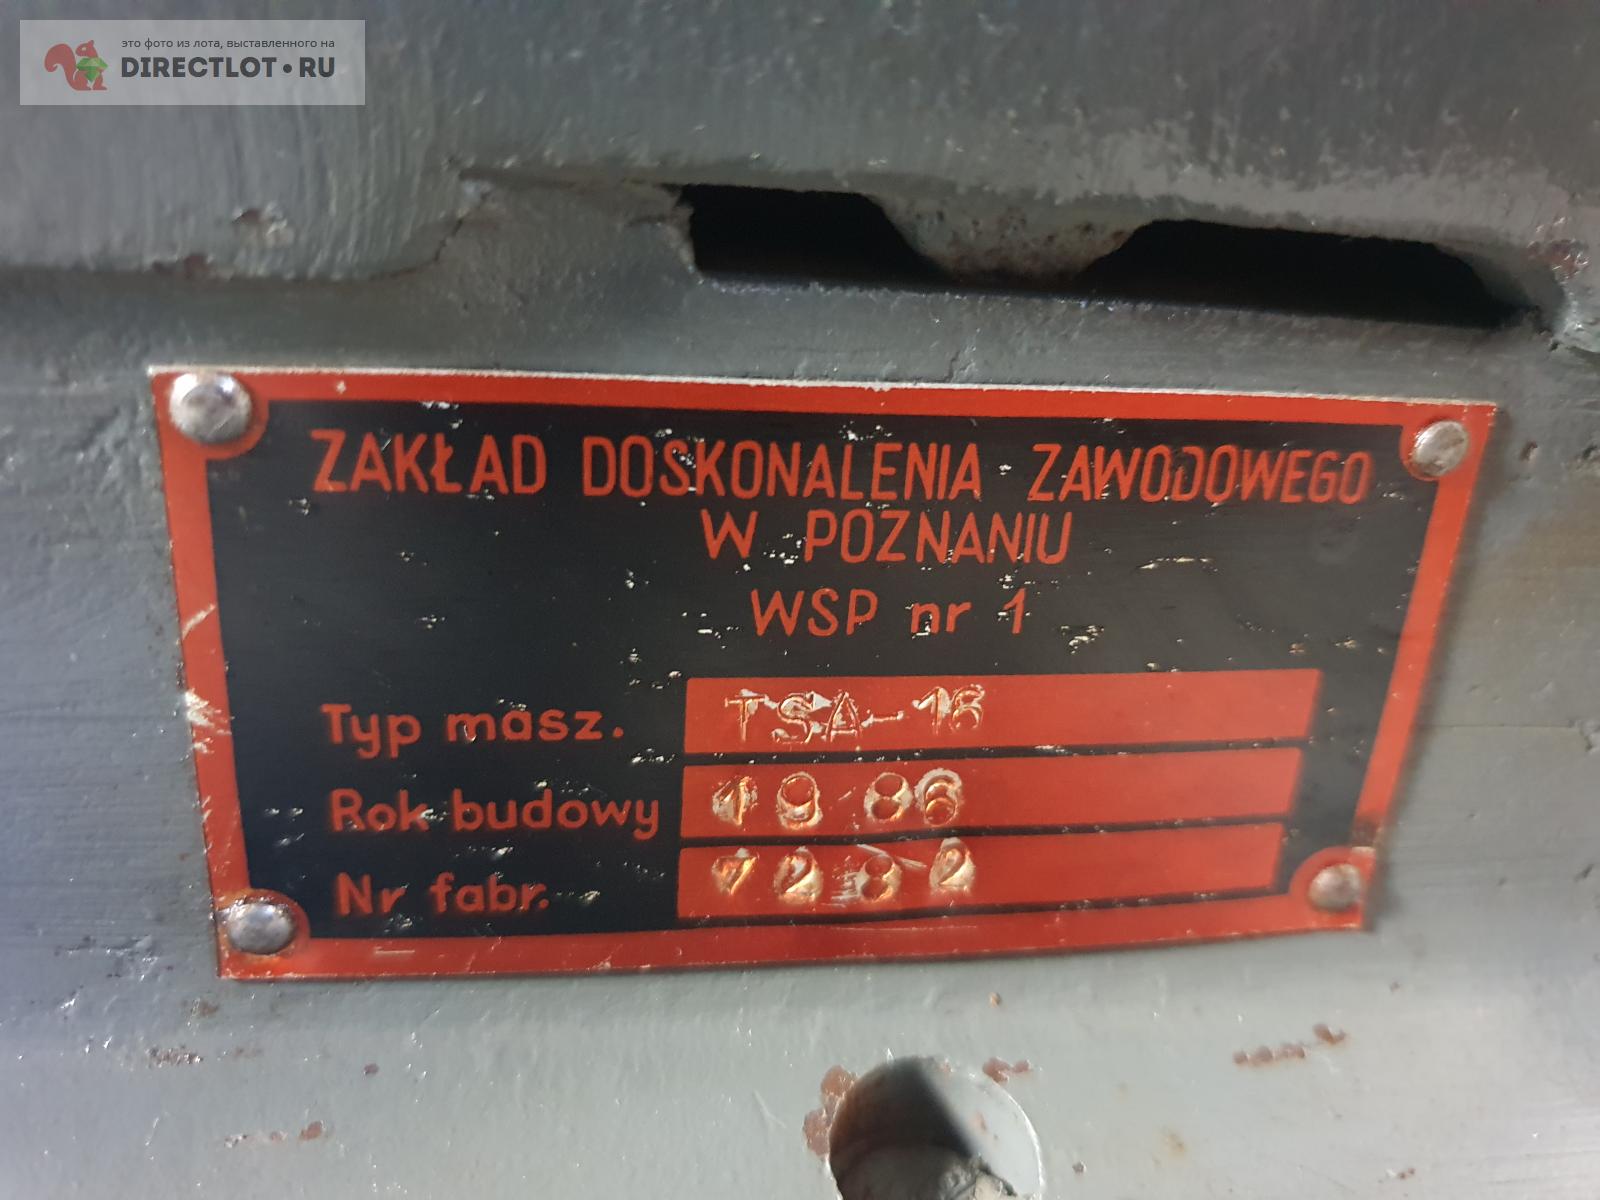 это фото из лота, выставленного на
DIRECTLOT•RU
ZAKŁAD DOSKONALENIA ZAWODOWEGO
W POZNANIU
WSP nr 1
Typ masz. TSA-16
Rok budowy 1986
Nr fabr. 7282